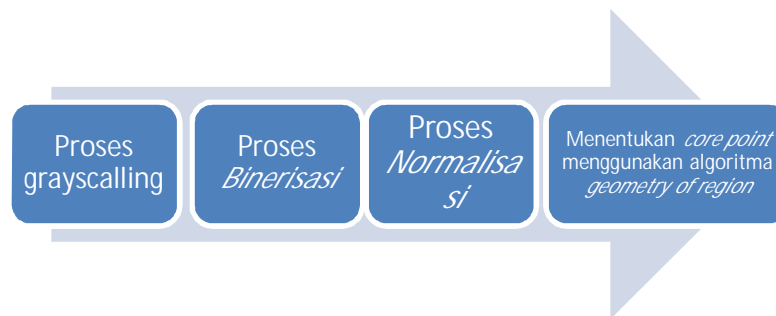 Proses
grayscalling
Proses
Binerisasi
Proses
Normalisa
si
Menentukan core point
menggunakan algoritma
geometry of region